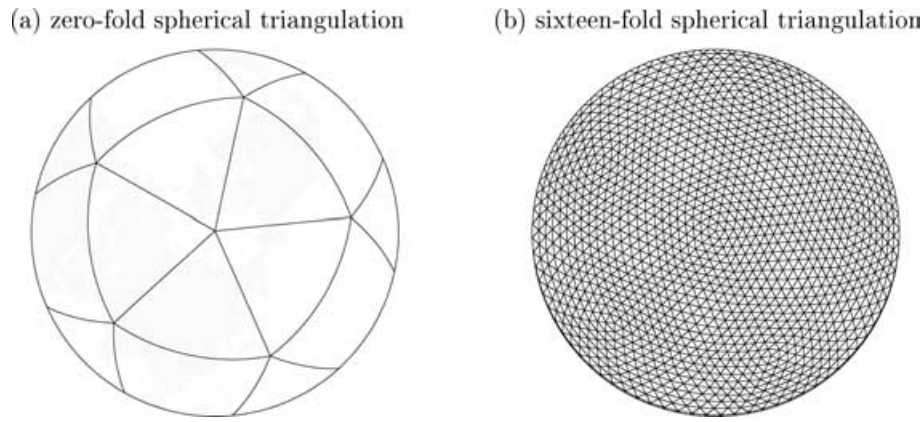 (a) zero-fold spherical triangulation
(b) sixteen-fold spherical triangulation